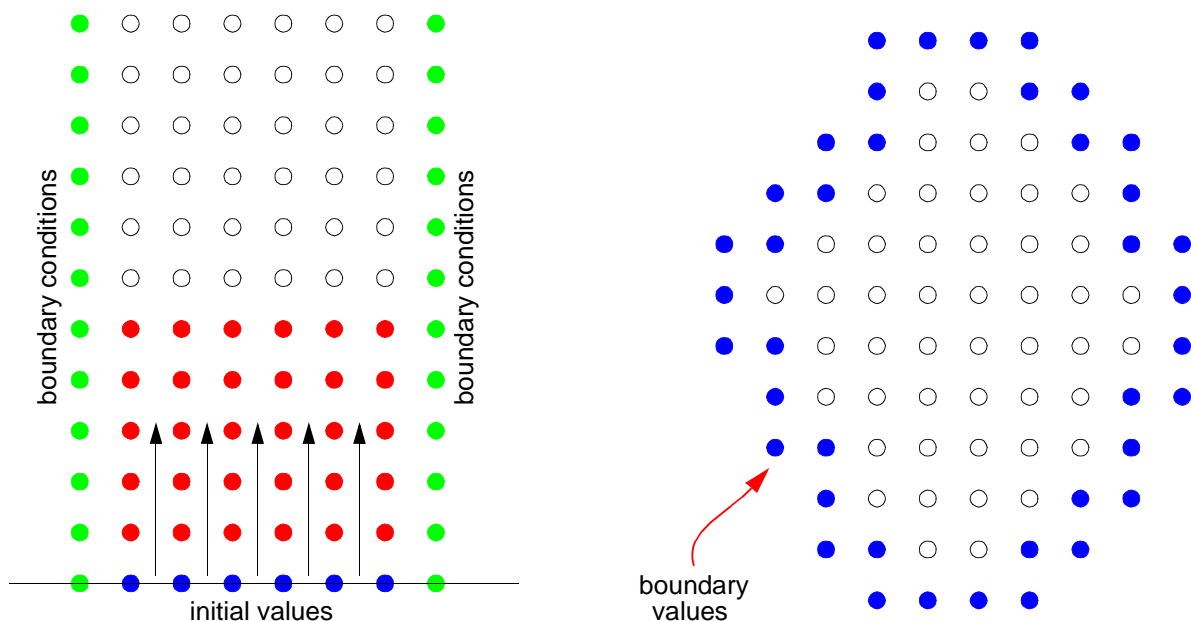 boundary conditions
boundary conditions
initial values
boundary
values